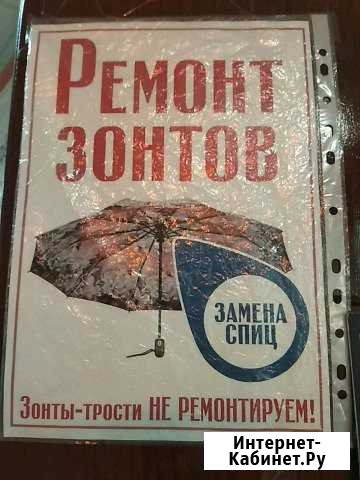 Ремонт
зонтов
ЗАМЕНА
СПИЦ
Зонты-трости НЕ РЕМОНТИРУЕМ!
Интернет-
Кабинет.Ру